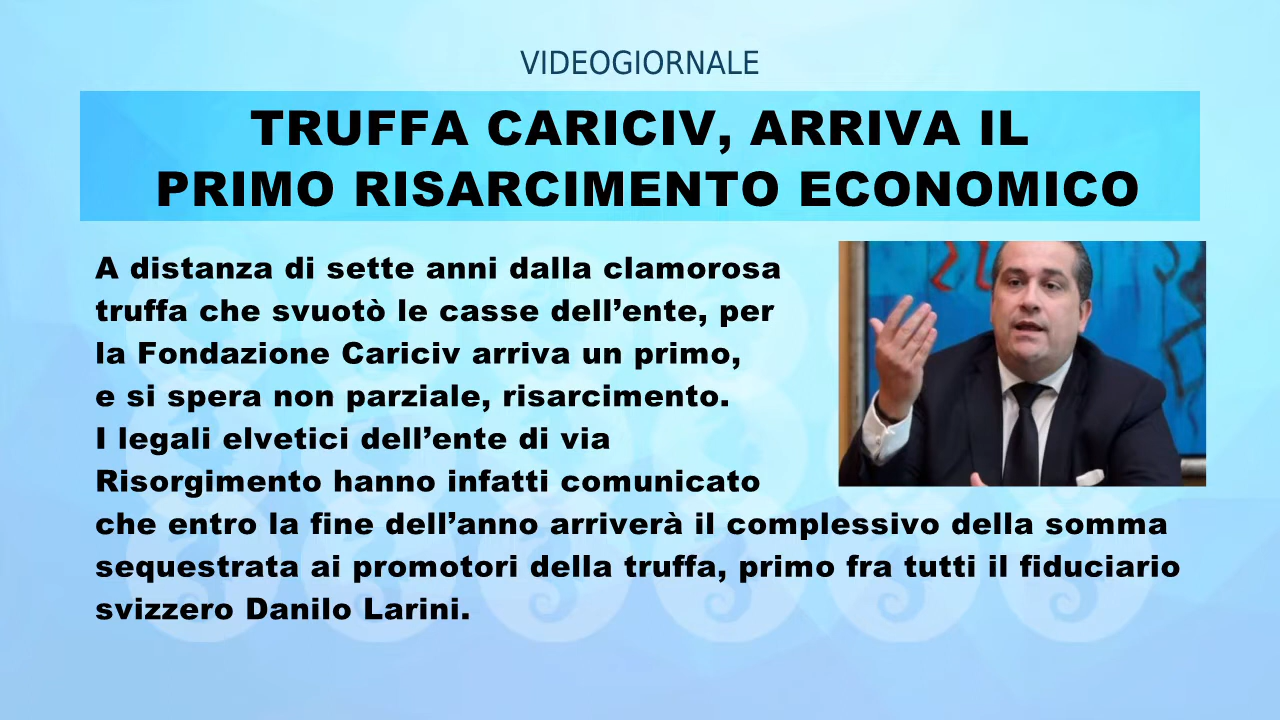 VIDEOGIORNALE
TRUFFA CARICIV, ARRIVA IL
PRIMO RISARCIMENTO ECONOMICO
A distanza di sette anni dalla clamorosa
truffa che svuotò le casse dell’ente, per
la Fondazione Cariciv arriva un primo,
e si spera non parziale, risarcimento.
I legali elvetici dell’ente di via
Risorgimento hanno infatti comunicato
che entro la fine dell’anno arriverà il complessivo della somma
sequestrata ai promotori della truffa, primo fra tutti il fiduciario
svizzero Danilo Larini.